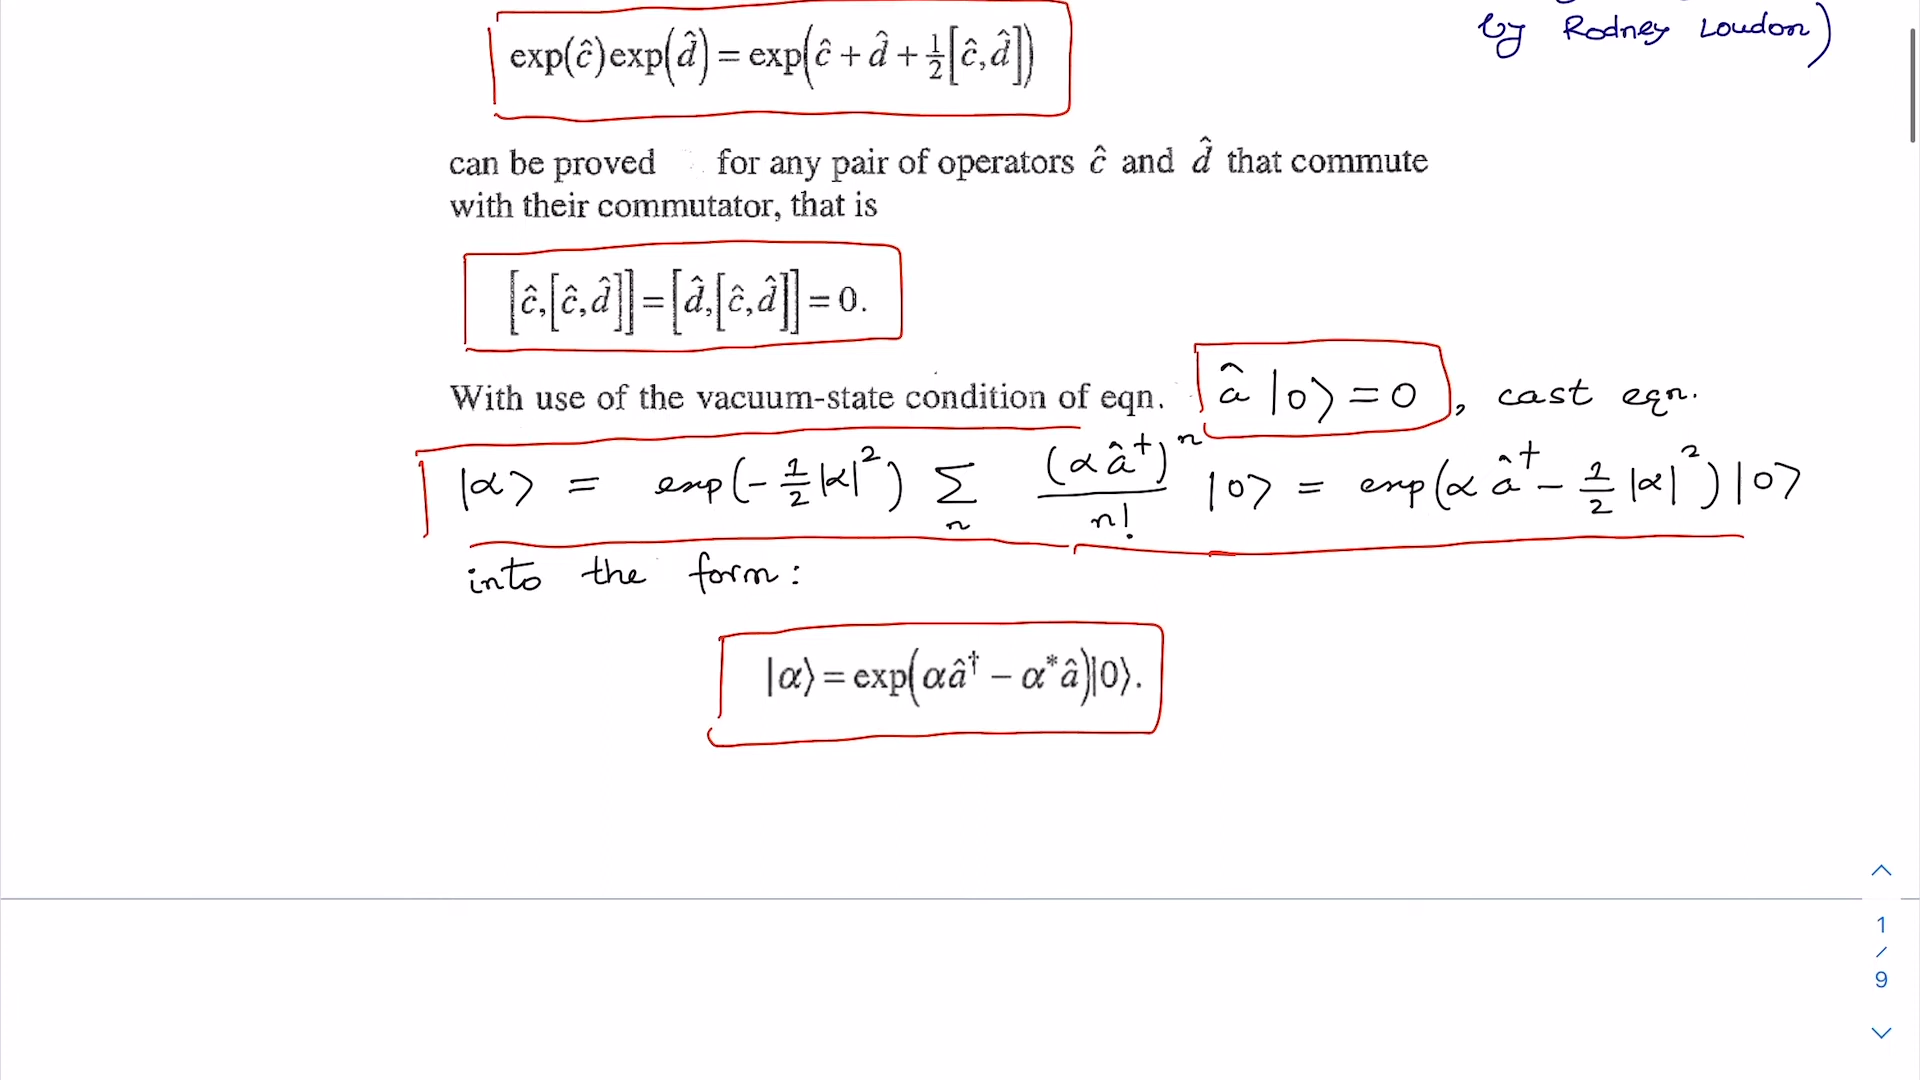 by Rodney Loudon)
exp(ĉ)exp(d̂) = exp(ĉ + d̂ + ½[ĉ,d̂])
can be proved for any pair of operators ĉ and d̂ that commute
with their commutator, that is
[ĉ,[ĉ,d̂]] = [d̂,[ĉ,d̂]] = 0.
With use of the vacuum-state condition of eqn. â |0⟩ = 0, cast eqn.
|α⟩ = exp(-½|α|²) Σₙ (αâ†)ⁿ/n! |0⟩ = exp(αâ† - ½|α|²)|0⟩
into the form:
|α⟩ = exp(αâ† − α*â)|0⟩.
1
/
9